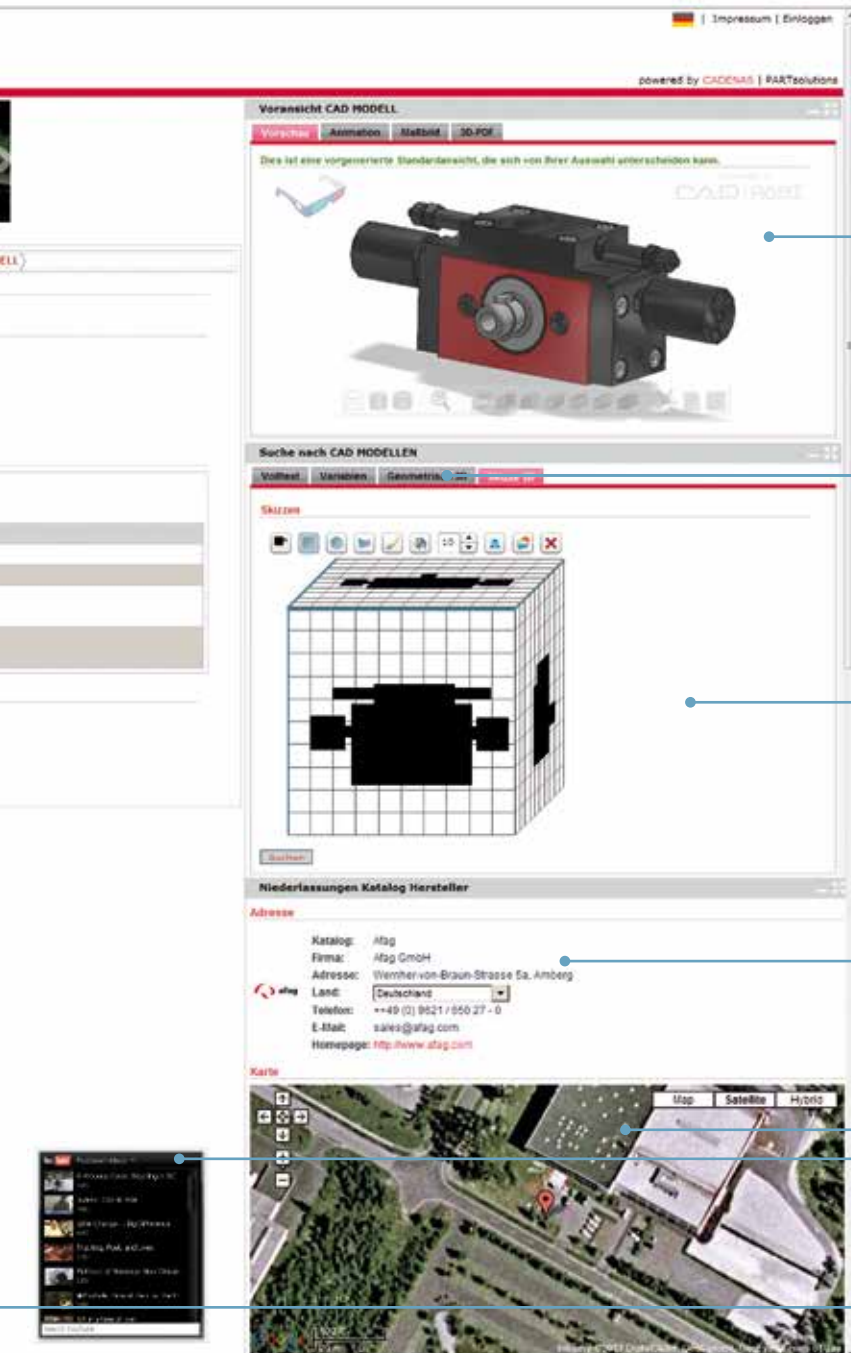 | Impressum | Einloggen
powered by CADENAS | PARTsolutions
Voransicht CAD MODELL
Vorschau Animation Maßbild 3D-PDF
Dies ist eine vorgenerierte Standardansicht, die sich von Ihrer Auswahl unterscheiden kann.
ELL
Suche nach CAD MODELLEN
Volltext Variablen
Skizzen
10
Suchen
Niederlassungen Katalog Hersteller
Adresse
Katalog: Afag
Firma: Afag GmbH
Adresse: Wernher-von-Braun-Strasse 5a, Amberg
afag
Land: Deutschland
Telefon: ++49 (0) 9621 / 650 27 - 0
E-Mail: sales@afag.com
Homepage: http://www.afag.com
Karte
Map Satellite Hybrid